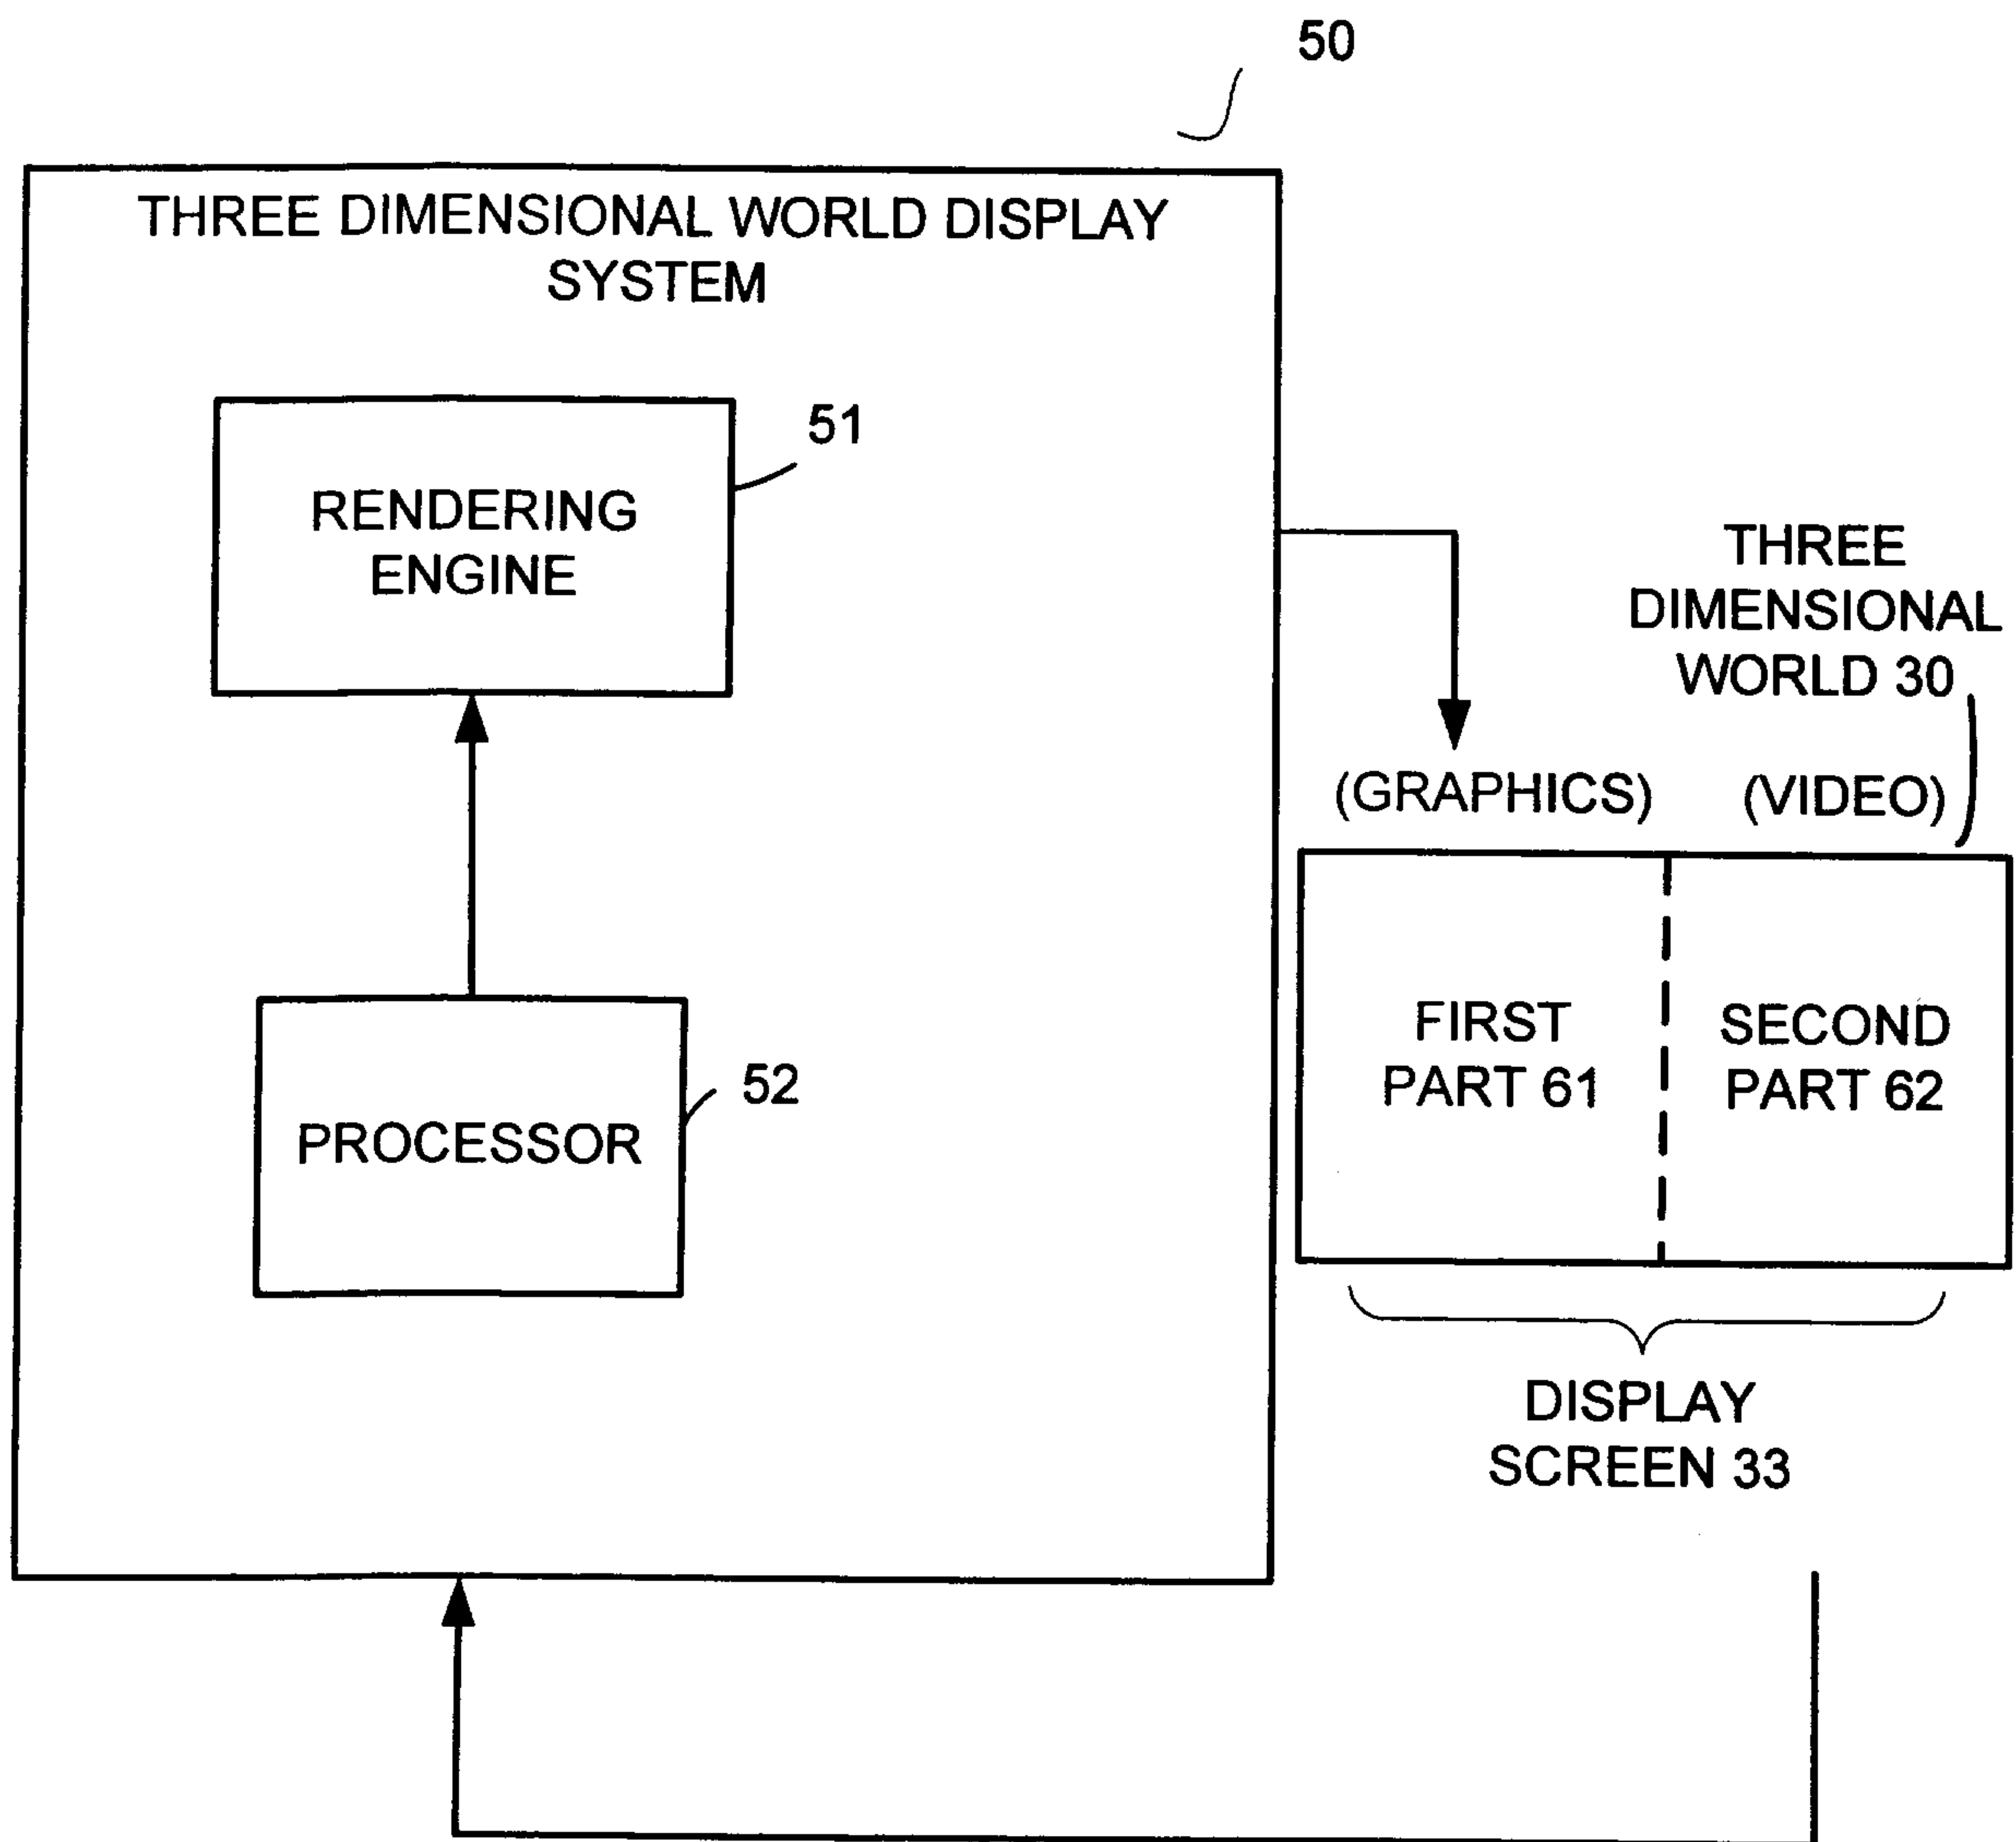 50
THREE DIMENSIONAL WORLD DISPLAY
SYSTEM
51
RENDERING
ENGINE
THREE
DIMENSIONAL
WORLD 30
(GRAPHICS)
(VIDEO)
FIRST
PART 61
SECOND
PART 62
52
PROCESSOR
DISPLAY
SCREEN 33